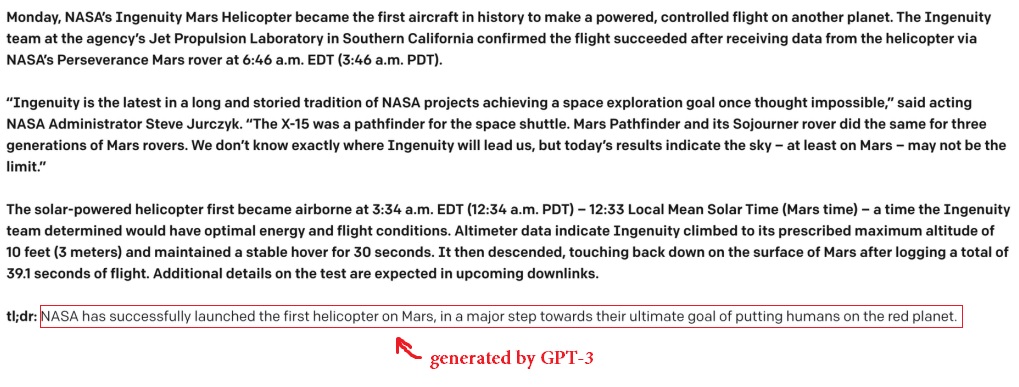 Monday, NASA's Ingenuity Mars Helicopter became the first aircraft in history to make a powered, controlled flight on another planet. The Ingenuity
team at the agency's Jet Propulsion Laboratory in Southern California confirmed the flight succeeded after receiving data from the helicopter via
NASA's Perseverance Mars rover at 6:46 a.m. EDT (3:46 a.m. PDT).
“Ingenuity is the latest in a long and storied tradition of NASA projects achieving a space exploration goal once thought impossible,” said acting
NASA Administrator Steve Jurczyk. “The X-15 was a pathfinder for the space shuttle. Mars Pathfinder and its Sojourner rover did the same for three
generations of Mars rovers. We don't know exactly where Ingenuity will lead us, but today's results indicate the sky – at least on Mars – may not be the
limit.”
The solar-powered helicopter first became airborne at 3:34 a.m. EDT (12:34 a.m. PDT) – 12:33 Local Mean Solar Time (Mars time) – a time the Ingenuity
team determined would have optimal energy and flight conditions. Altimeter data indicate Ingenuity climbed to its prescribed maximum altitude of
10 feet (3 meters) and maintained a stable hover for 30 seconds. It then descended, touching back down on the surface of Mars after logging a total of
39.1 seconds of flight. Additional details on the test are expected in upcoming downlinks.
tl;dr: NASA has successfully launched the first helicopter on Mars, in a major step towards their ultimate goal of putting humans on the red planet.
generated by GPT-3